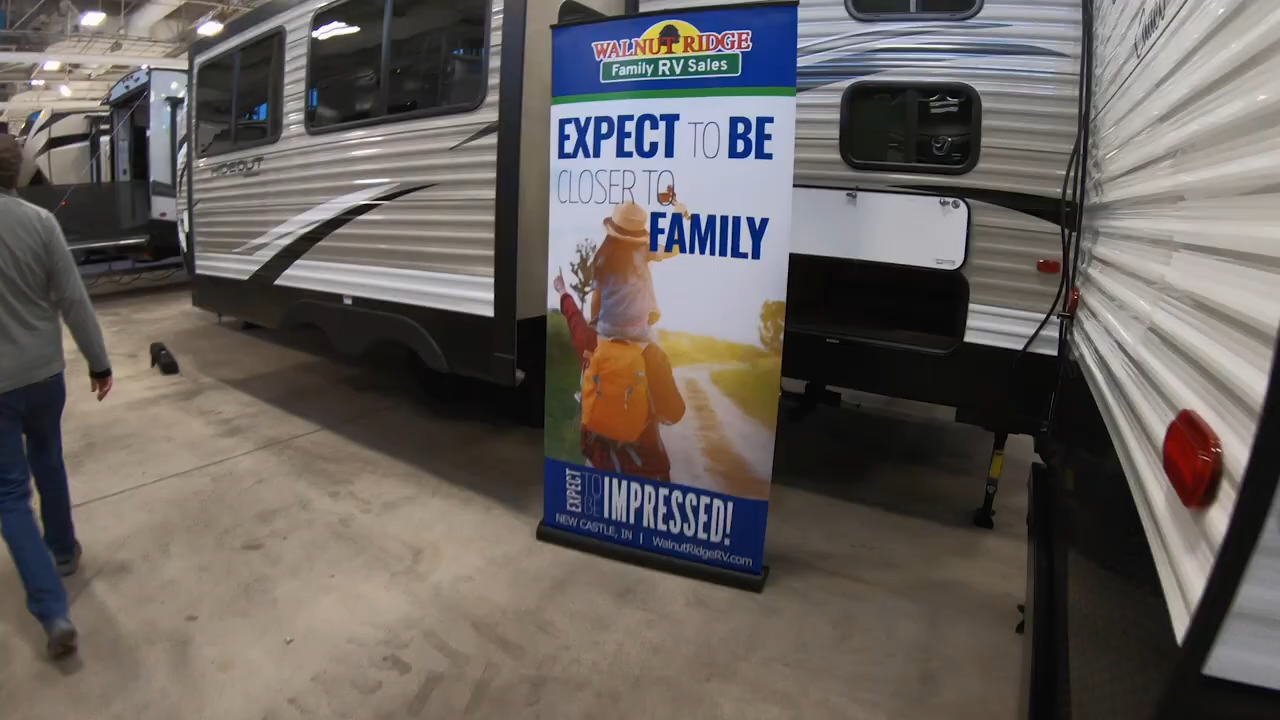 WALNUT RIDGE
Family RV Sales
EXPECT TO BE
CLOSER TO
FAMILY
EXPECT
TO
BE
IMPRESSED!
NEW CASTLE, IN | WalnutRidgeRV.com
HIDEOUT